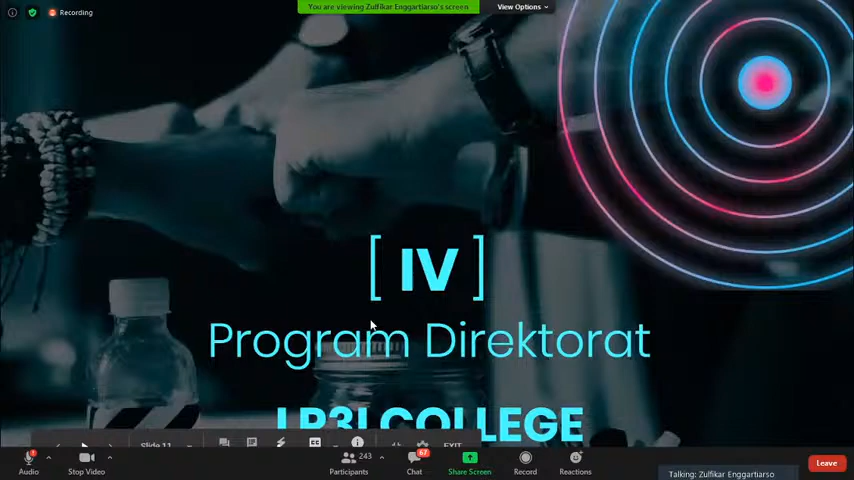 Recording
You are viewing Zulfikar Enggartiarso's screen
View Options
[ IV ]
Program Direktorat
LP3I COLLEGE
Slide 11
EXIT
243
67
Audio
Stop Video
Participants
Chat
Share Screen
Record
Reactions
Talking: Zulfikar Enggartiarso
Leave